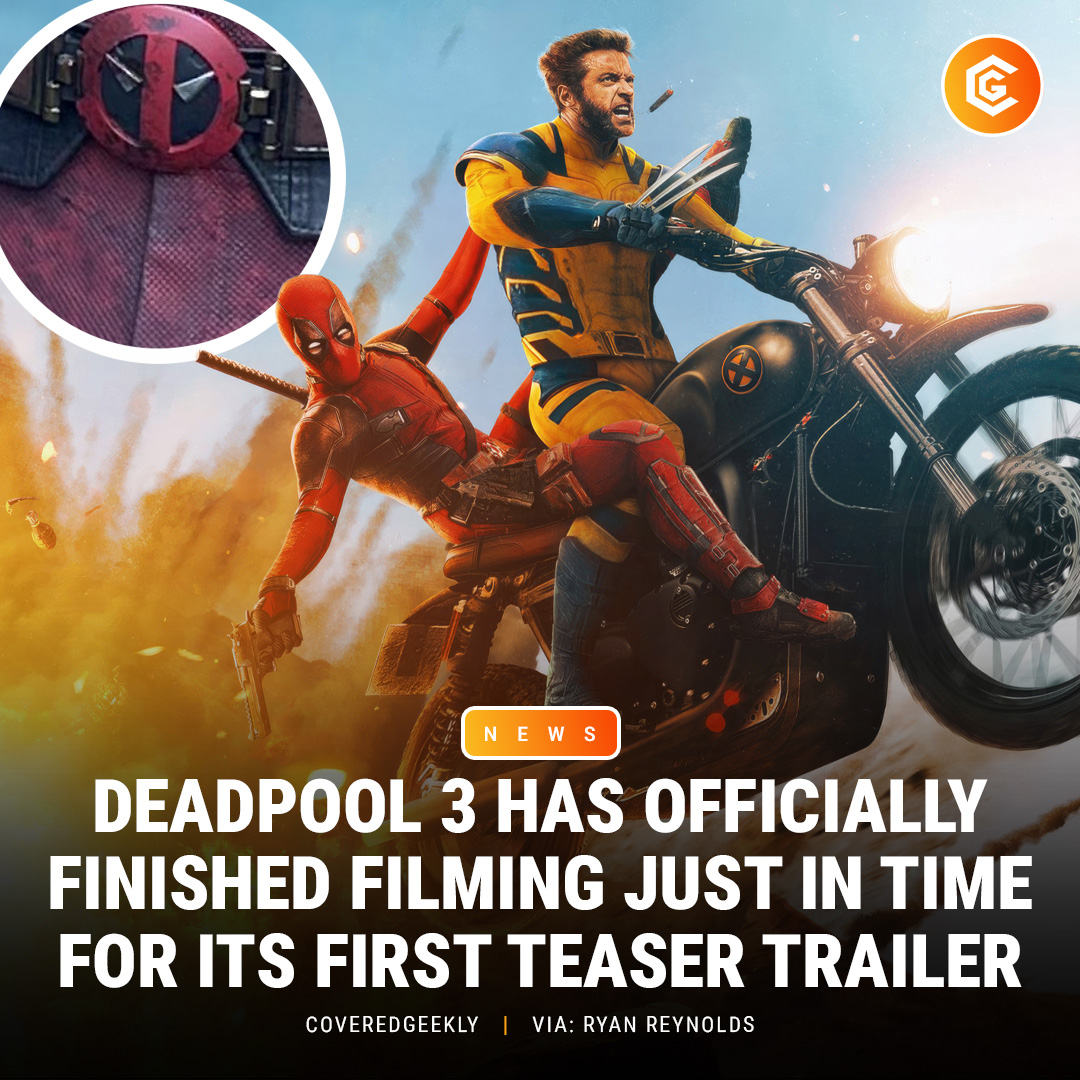 NEWS
DEADPOOL 3 HAS OFFICIALLY
FINISHED FILMING JUST IN TIME
FOR ITS FIRST TEASER TRAILER
COVEREDGEEKLY | VIA: RYAN REYNOLDS